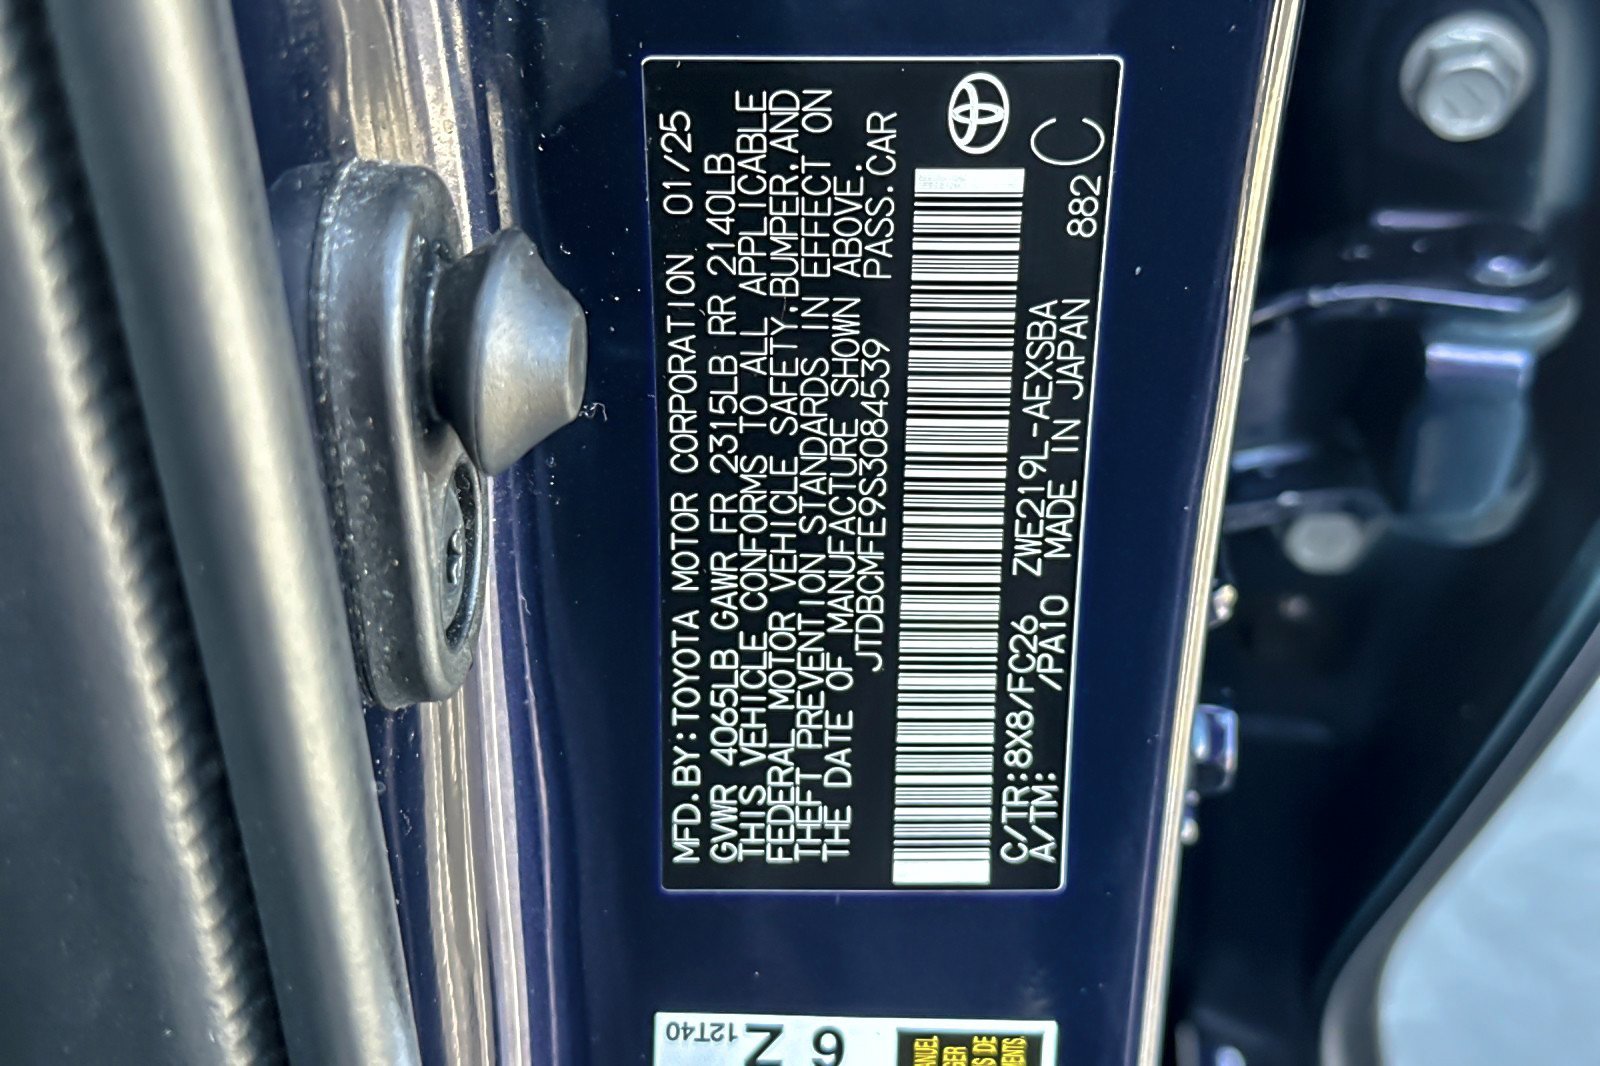 MFD.BY:TOYOTA MOTOR CORPORATION 01/25
GVWR 4065LB GAWR FR 2315LB RR 2140LB
THIS VEHICLE CONFORMS TO ALL APPLICABLE
FEDERAL MOTOR VEHICLE SAFETY,BUMPER,AND
THEFT PREVENTION STANDARDS IN EFFECT ON
THE DATE OF MANUFACTURE SHOWN ABOVE.
JTDBCMFE9S3084539 PASS.CAR
C/TR:8X8/FC26 ZWE219L-AEXSBA 882 C
A/TM: /PA10 MADE IN JAPAN
12T40